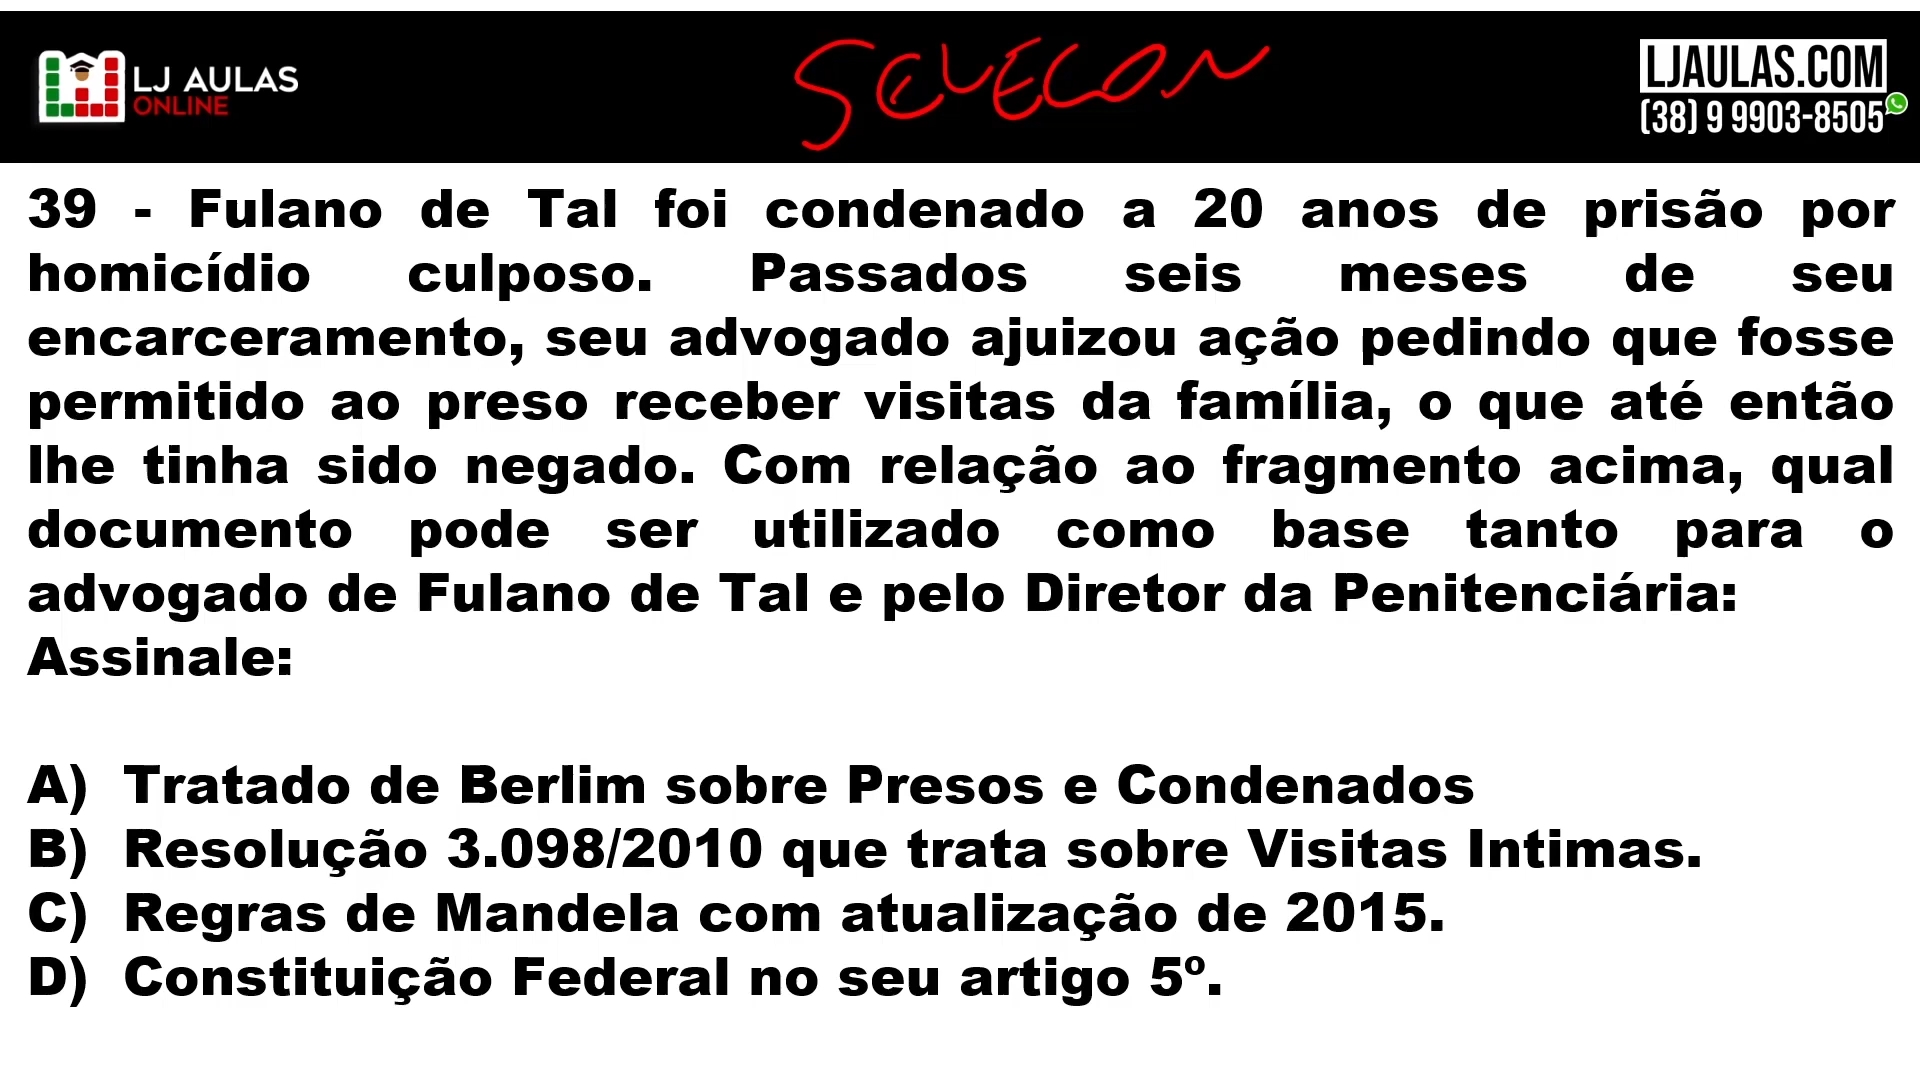 LJ AULAS
ONLINE
SELECON
LJAULAS.COM
(38) 9 9903-8505
39 - Fulano de Tal foi condenado a 20 anos de prisão por
homicídio culposo. Passados seis meses de seu
encarceramento, seu advogado ajuizou ação pedindo que fosse
permitido ao preso receber visitas da família, o que até então
lhe tinha sido negado. Com relação ao fragmento acima, qual
documento pode ser utilizado como base tanto para o
advogado de Fulano de Tal e pelo Diretor da Penitenciária:
Assinale:
A) Tratado de Berlim sobre Presos e Condenados
B) Resolução 3.098/2010 que trata sobre Visitas Intimas.
C) Regras de Mandela com atualização de 2015.
D) Constituição Federal no seu artigo 5º.